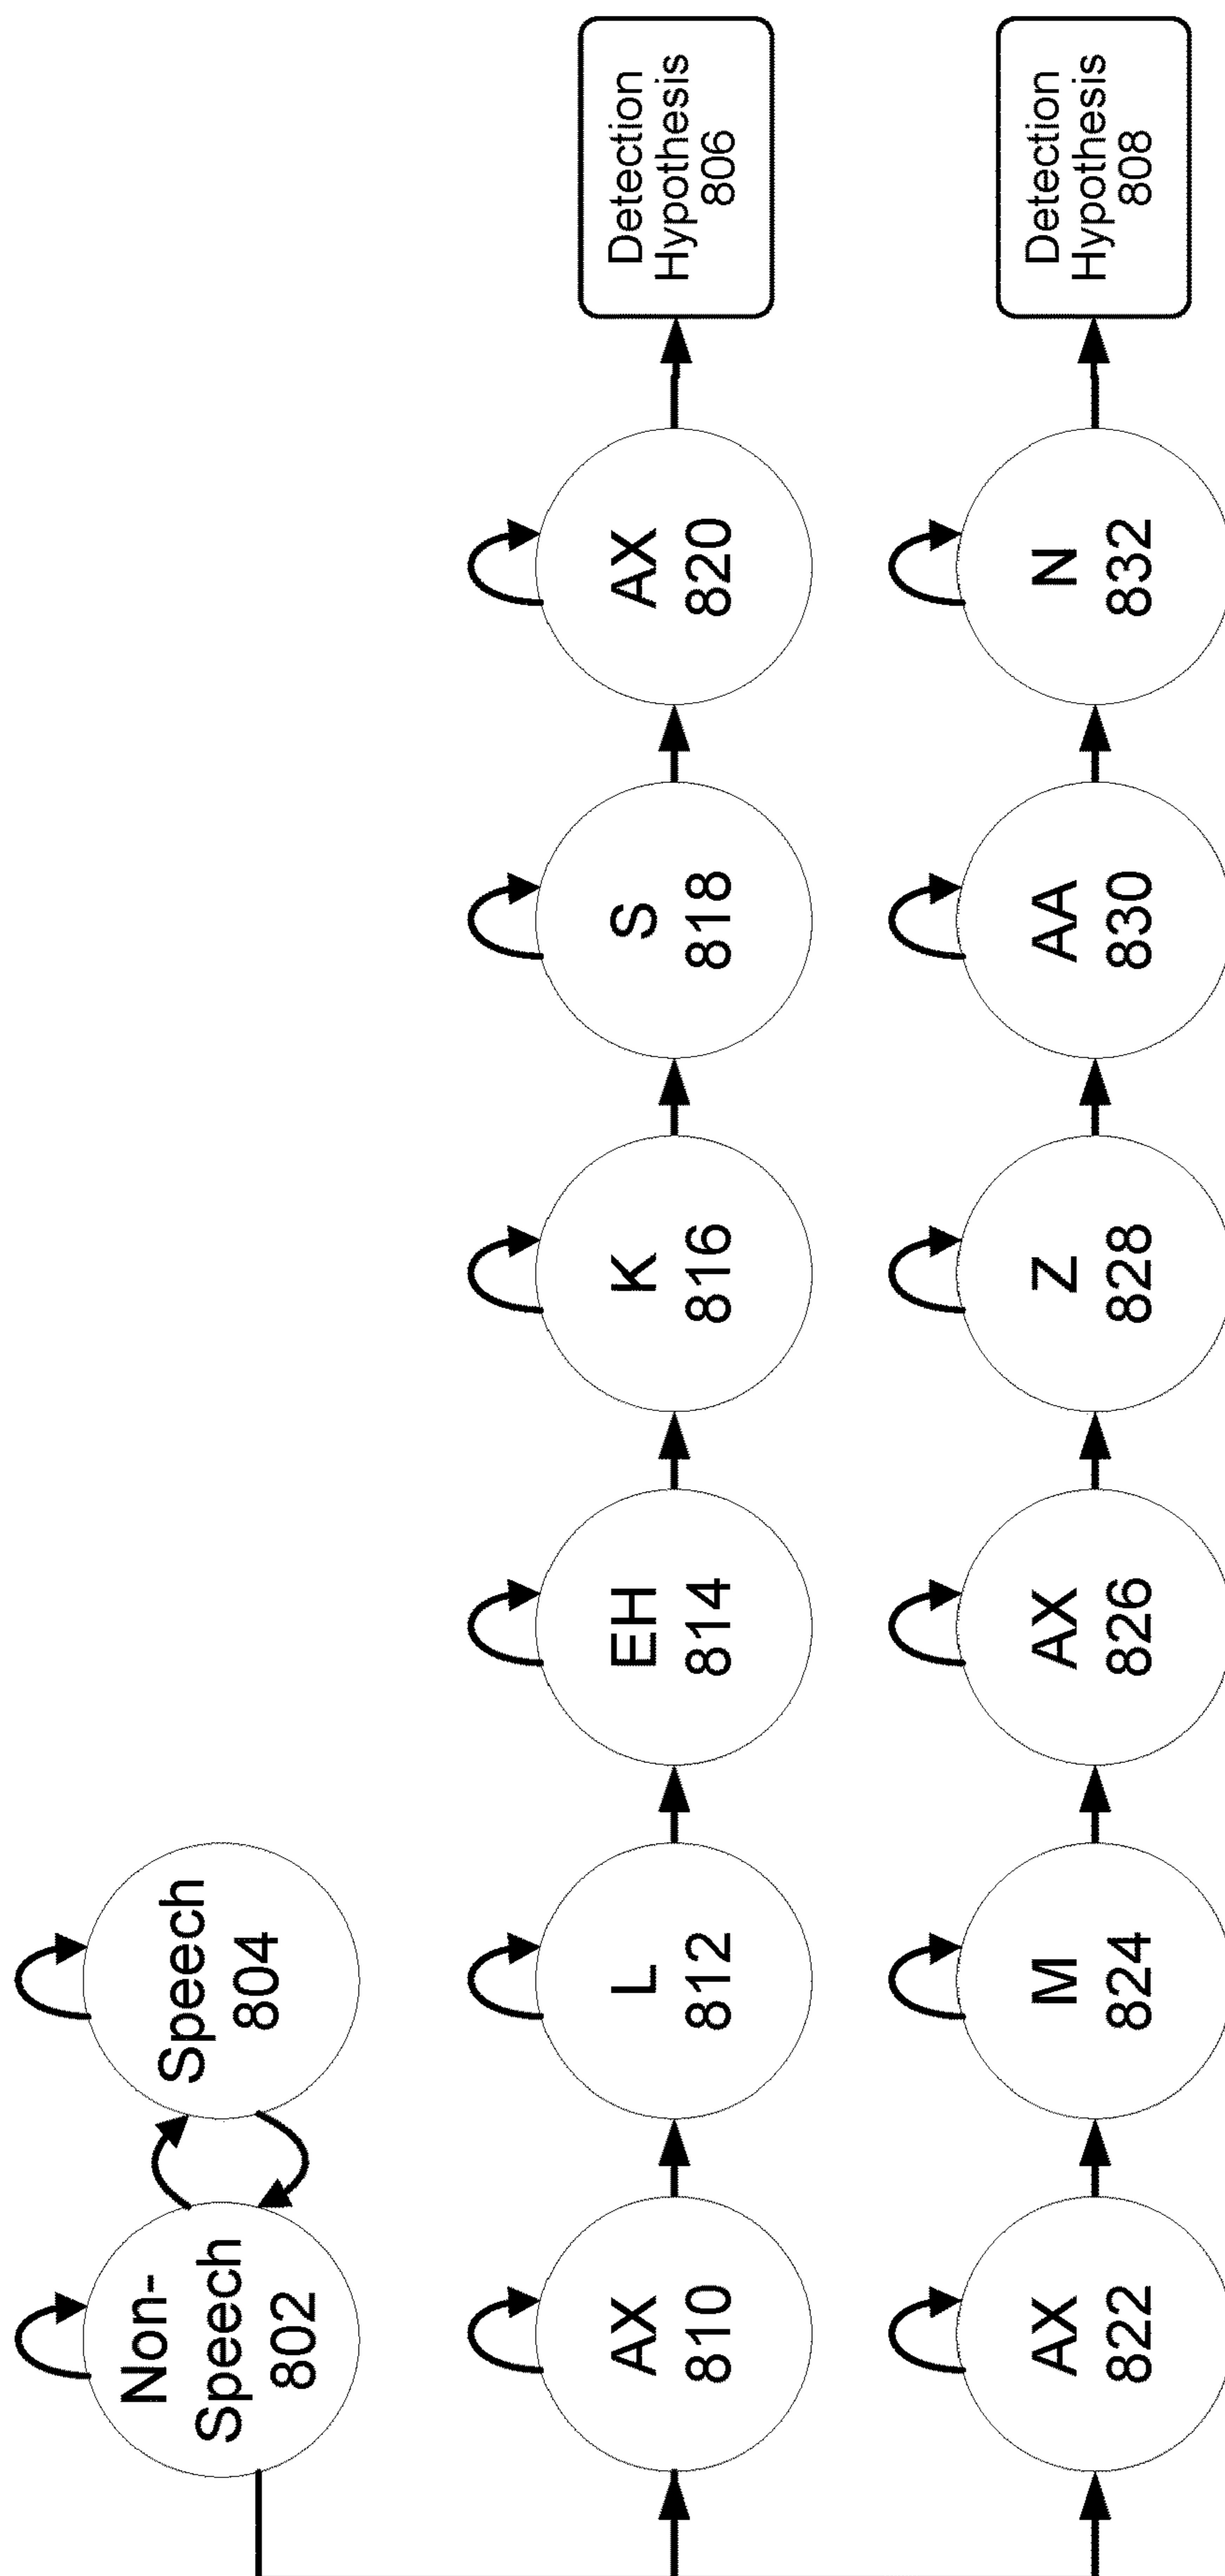 Non-
Speech
802
Speech
804
AX
810
L
812
EH
814
K
816
S
818
AX
820
Detection
Hypothesis
806
AX
822
M
824
AX
826
Z
828
AA
830
N
832
Detection
Hypothesis
808